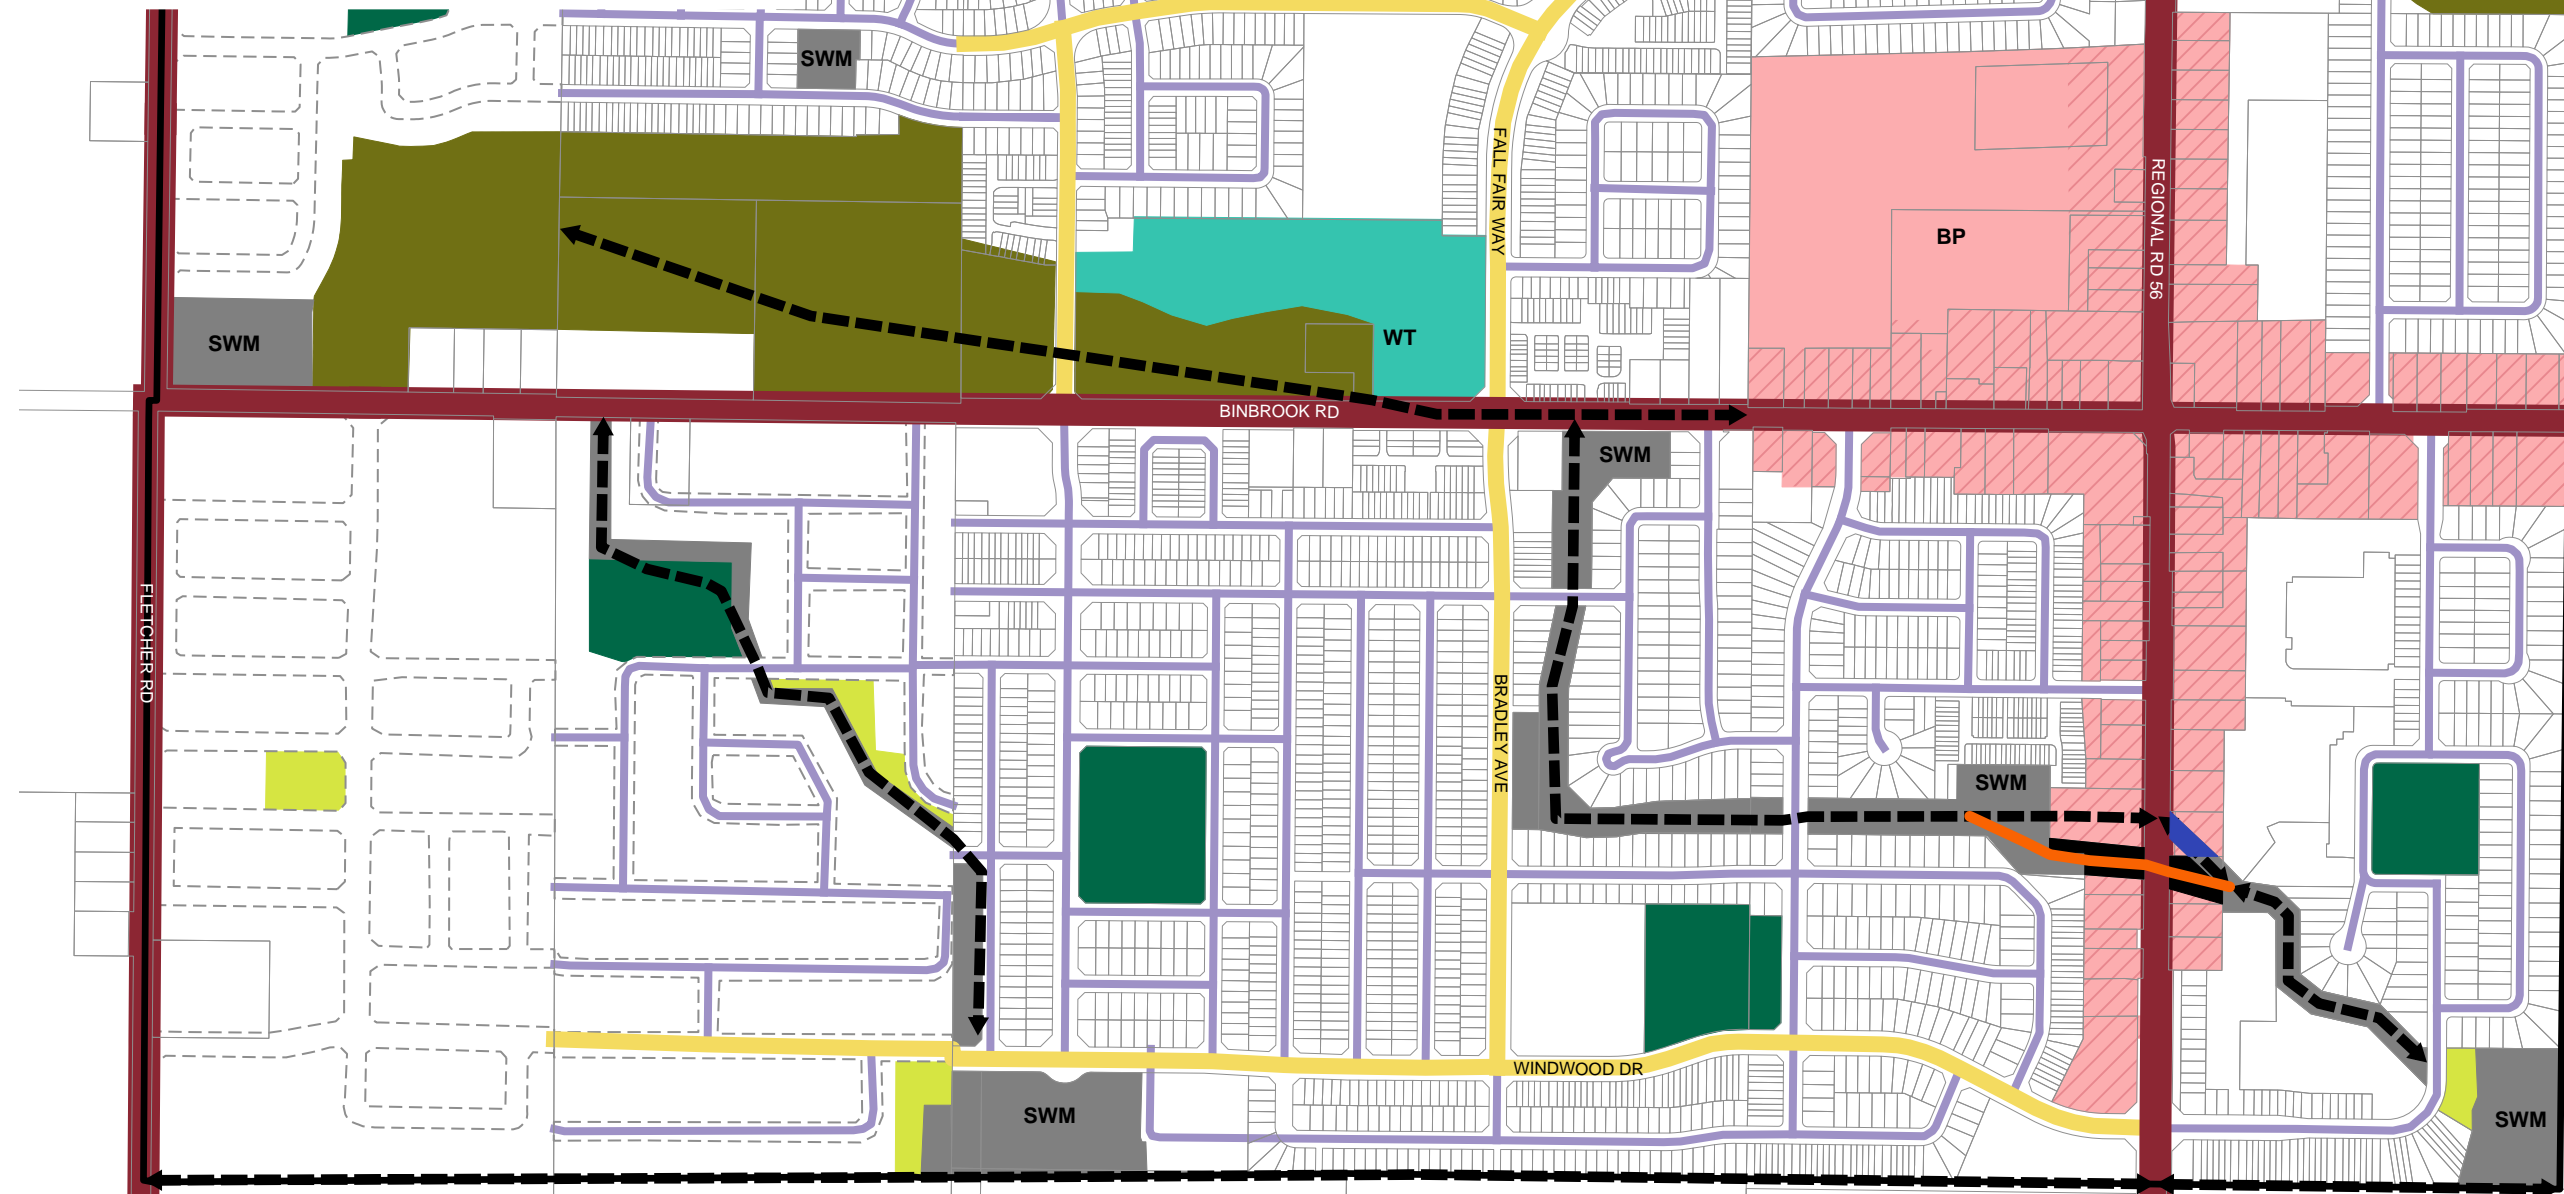 SWM
FALL FAIR WAY
REGIONAL RD 56
BP
SWM
WT
BINBROOK RD
SWM
FLETCHER RD
BRADLEY AVE
SWM
WINDWOOD DR
SWM
SWM